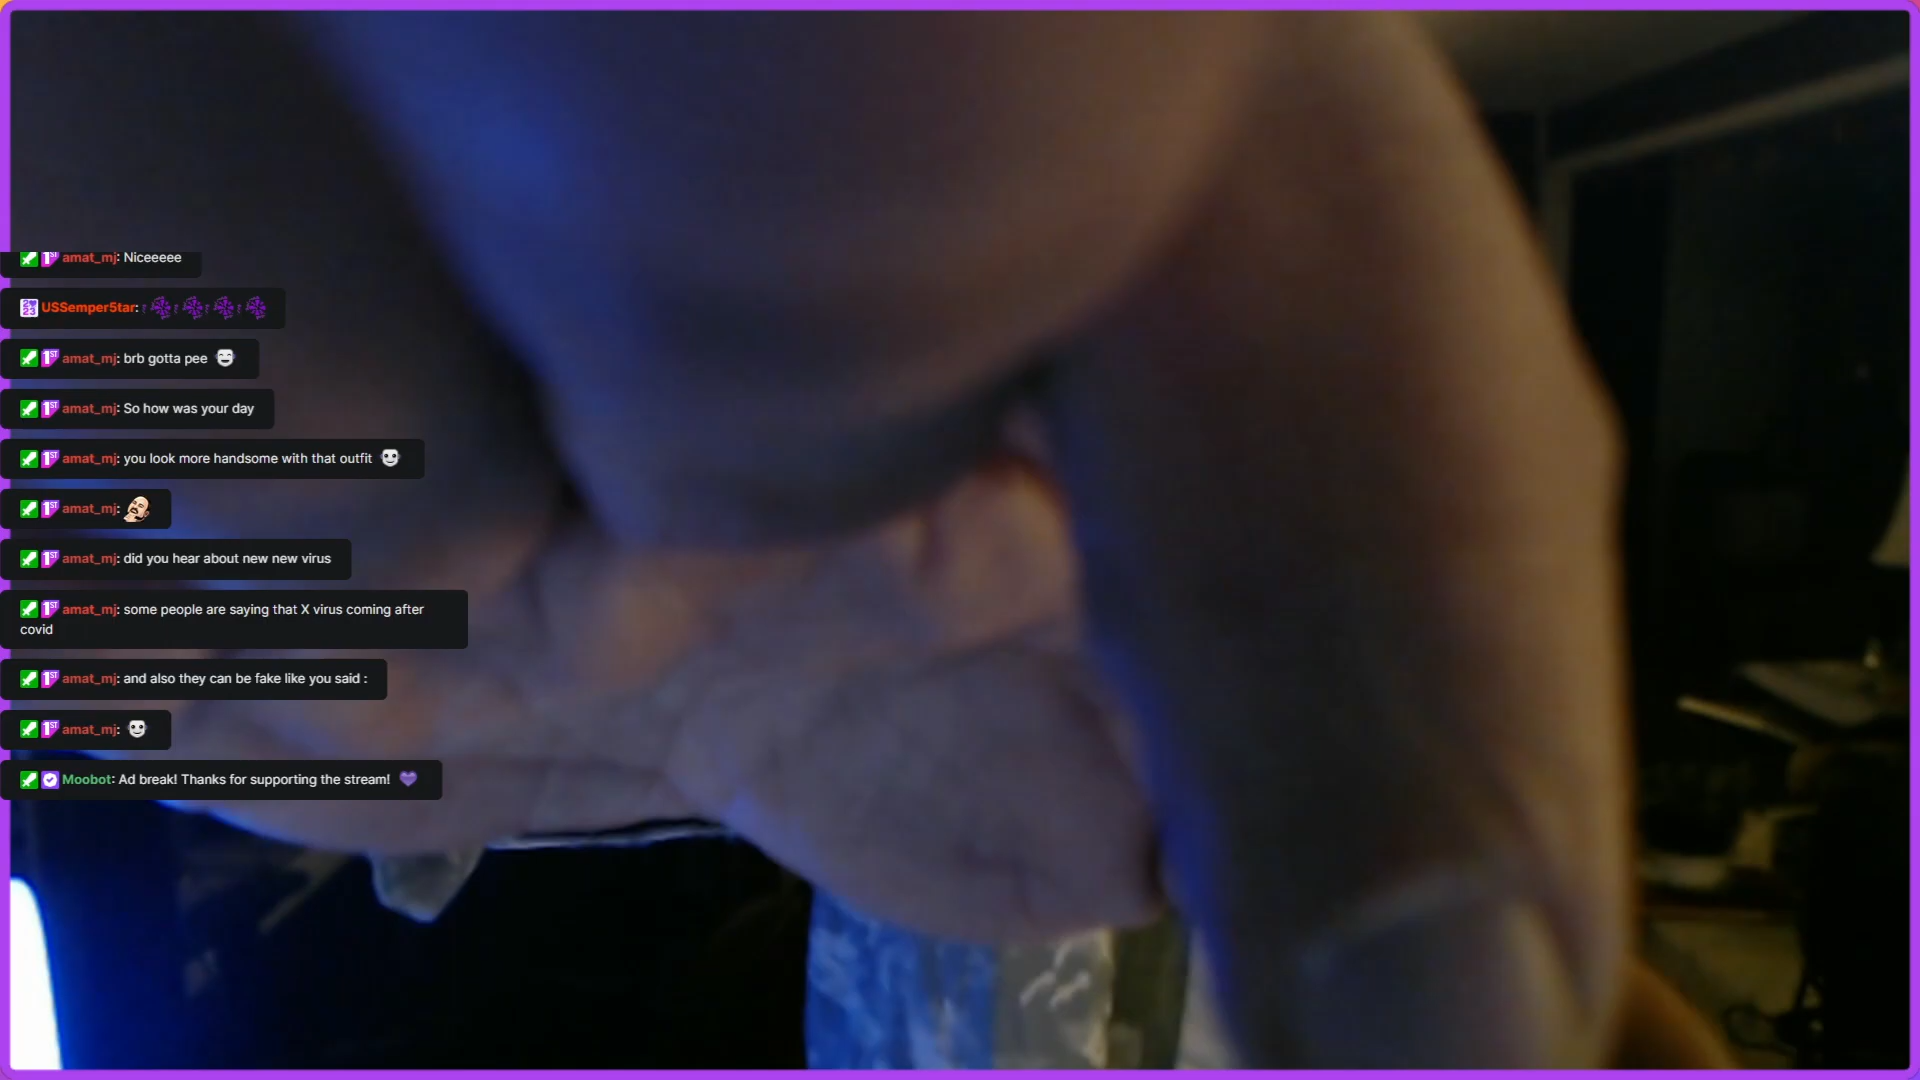 amat_mj: Niceeeee
USSemper5tar:
amat_mj: brb gotta pee
amat_mj: So how was your day
amat_mj: you look more handsome with that outfit
amat_mj:
amat_mj: did you hear about new new virus
amat_mj: some people are saying that X virus coming after
covid
amat_mj: and also they can be fake like you said :
amat_mj:
Moobot: Ad break! Thanks for supporting the stream!